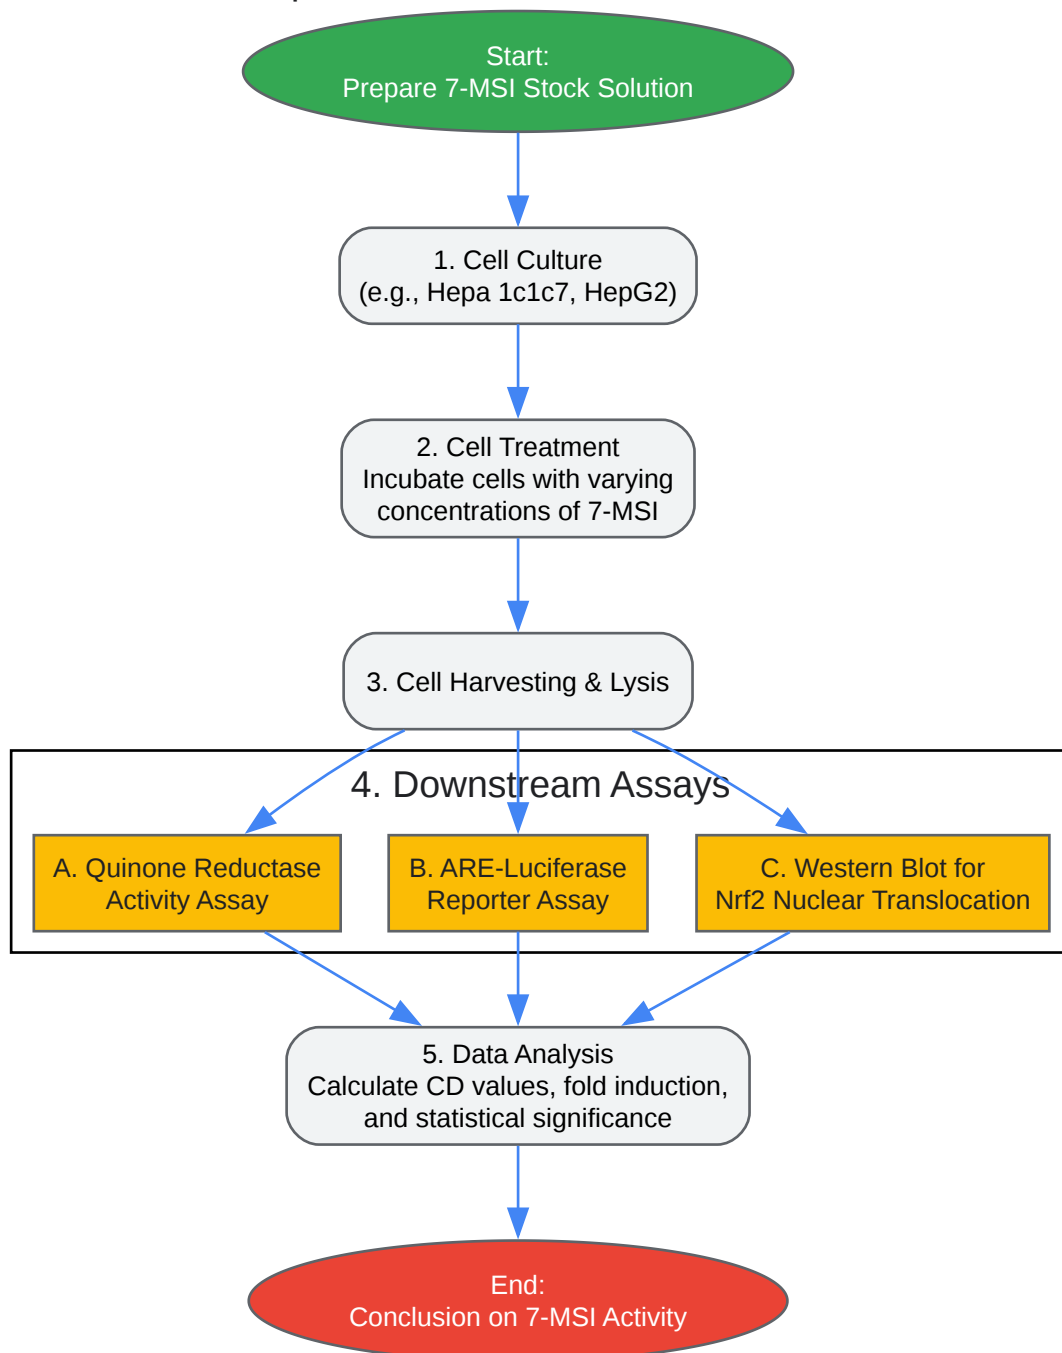 Start:
Prepare 7-MSI Stock Solution
1. Cell Culture
(e.g., Hepa 1c1c7, HepG2)
2. Cell Treatment
Incubate cells with varying
concentrations of 7-MSI
3. Cell Harvesting & Lysis
4. Downstream Assays
A. Quinone Reductase
Activity Assay
B. ARE-Luciferase
Reporter Assay
C. Western Blot for
Nrf2 Nuclear Translocation
5. Data Analysis
Calculate CD values, fold induction,
and statistical significance
End:
Conclusion on 7-MSI Activity